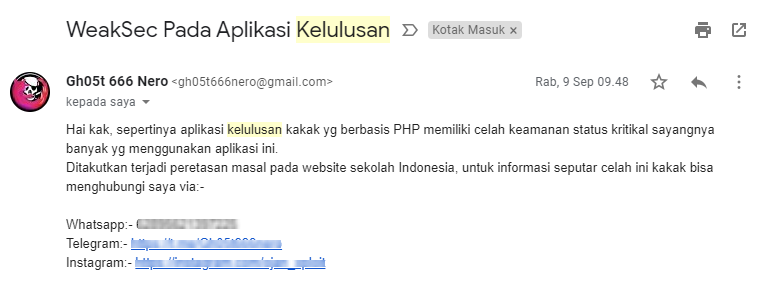 WeakSec Pada Aplikasi Kelulusan
Kotak Masuk ×
Gh05t 666 Nero <gh05t666nero@gmail.com>
Rab, 9 Sep 09.48
kepada saya
Hai kak, sepertinya aplikasi kelulusan kakak yg berbasis PHP memiliki celah keamanan status kritikal sayangnya
banyak yg menggunakan aplikasi ini.
Ditakutkan terjadi peretasan masal pada website sekolah Indonesia, untuk informasi seputar celah ini kakak bisa
menghubungi saya via:-
Whatsapp:-
Telegram:-
Instagram:-